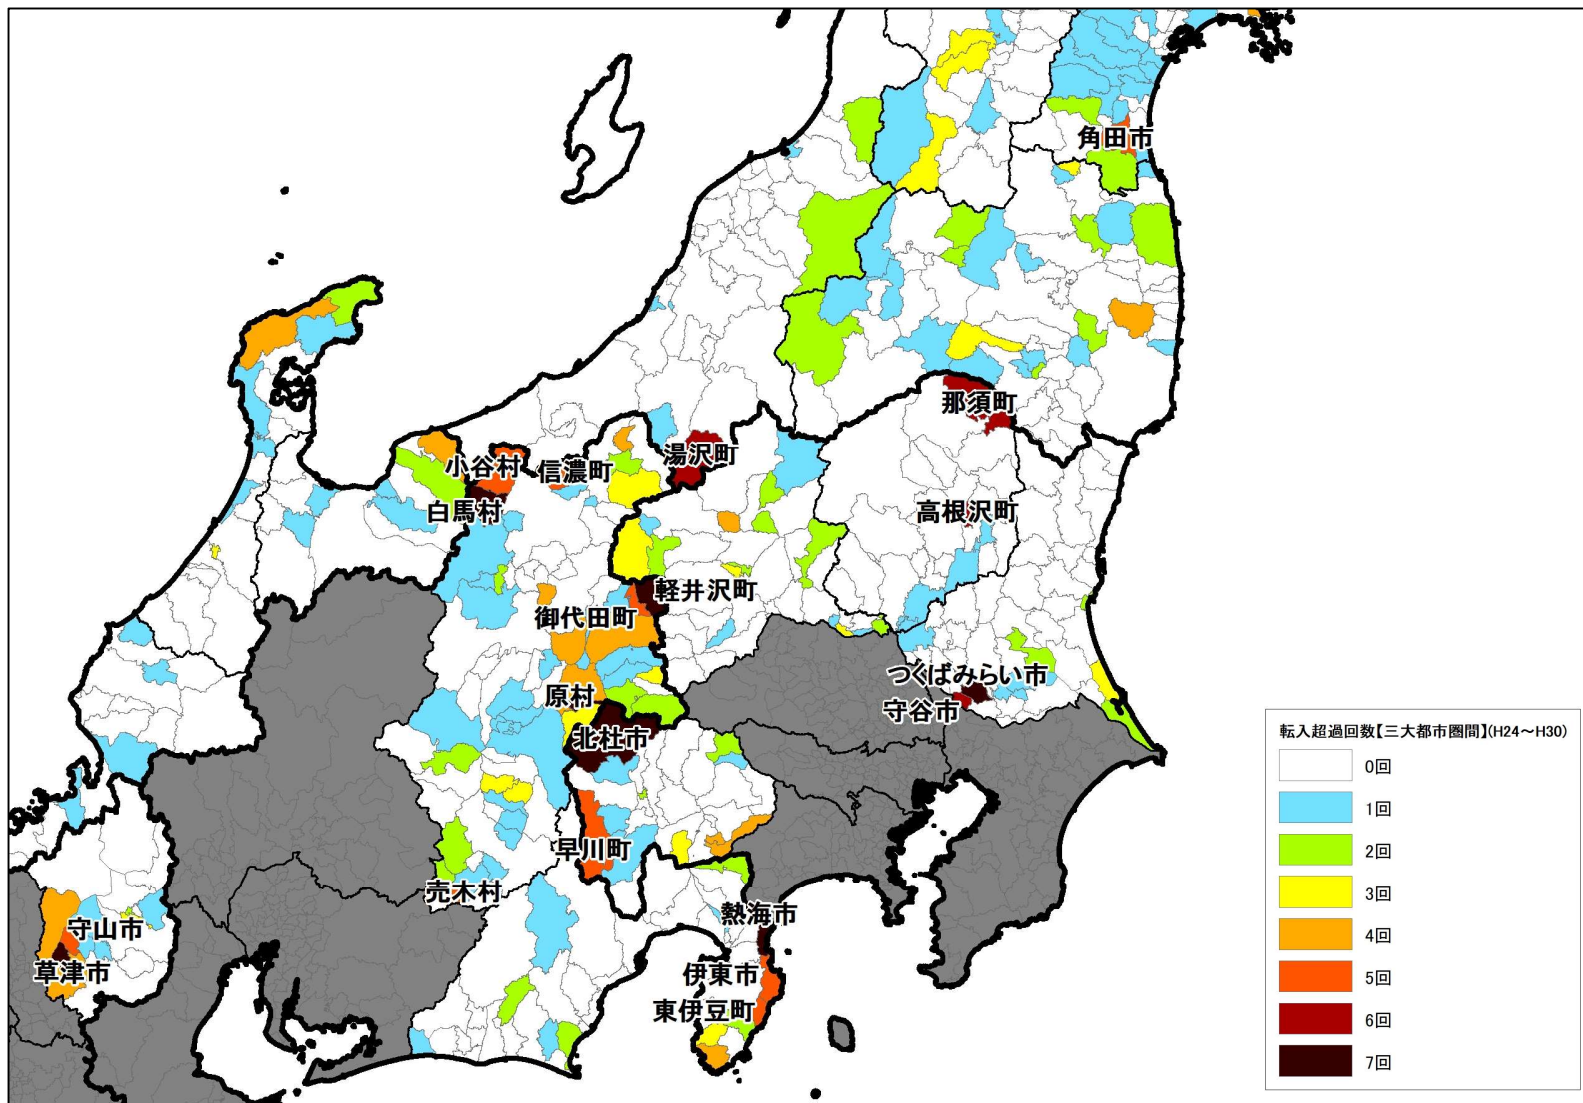 角田市
那須町
湯沢町
小谷村
信濃町
白馬村
高根沢町
軽井沢町
御代田町
つくばみらい市
原村
守谷市
北杜市
早川町
売木村
熱海市
守山市
草津市
伊東市
東伊豆町
転入超過回数【三大都市圏間】(H24～H30)
0回
1回
2回
3回
4回
5回
6回
7回